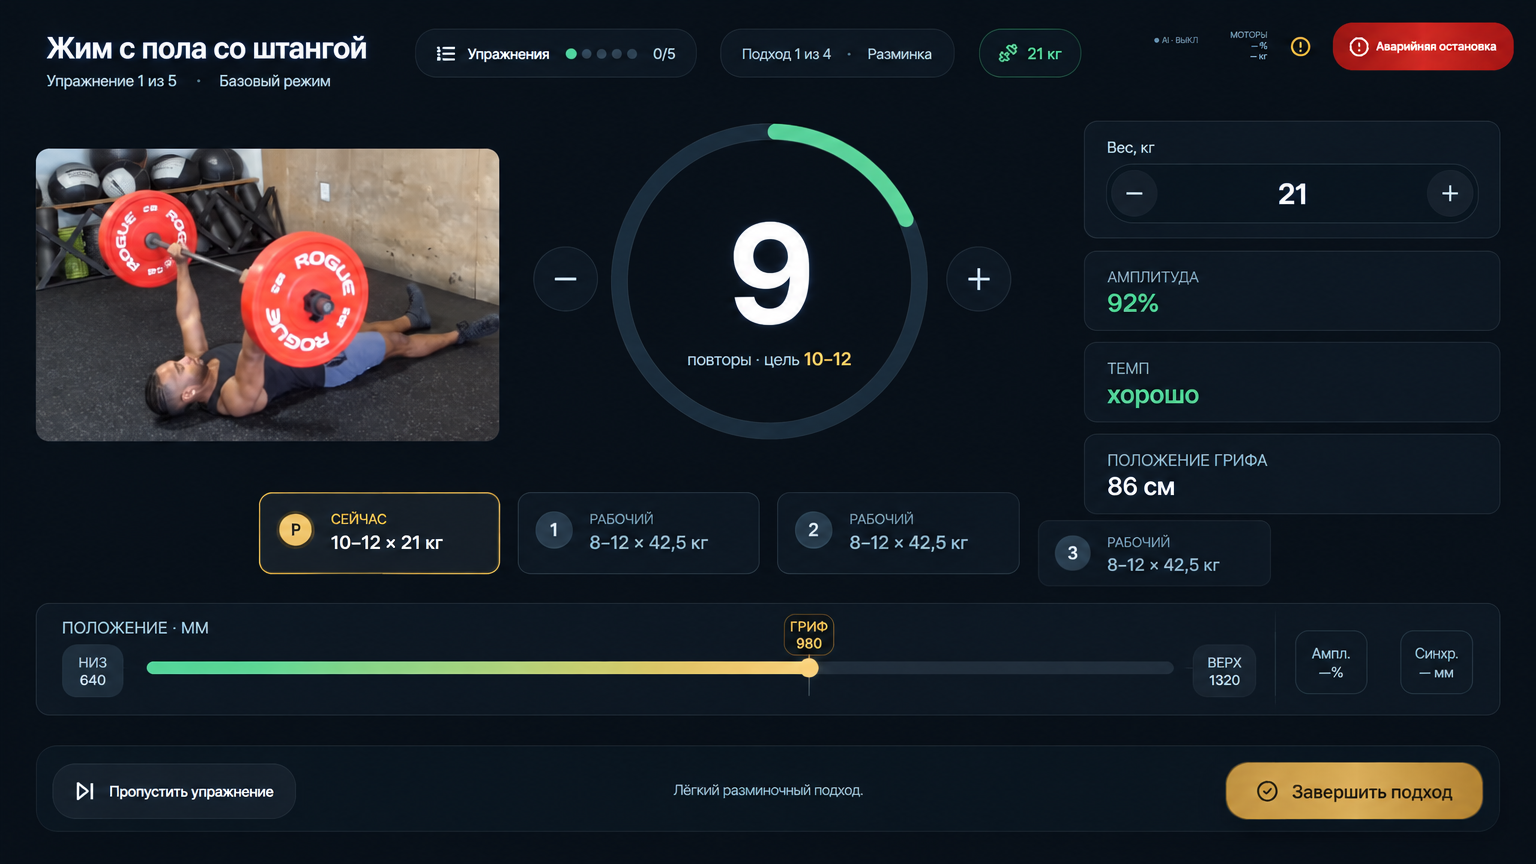 Жим с пола со штангой
Упражнение 1 из 5 · Базовый режим
Упражнения 0/5
Подход 1 из 4 · Разминка
21 кг
AI · ВЫКЛ
МОТОРЫ
— %
— кг
Аварийная остановка
ROGUE
ROGUE
ROGUE
ROGUE
9
повторы · цель 10–12
Вес, кг
21
АМПЛИТУДА
92%
ТЕМП
хорошо
ПОЛОЖЕНИЕ ГРИФА
86 см
Р
СЕЙЧАС
10–12 × 21 кг
1
РАБОЧИЙ
8–12 × 42,5 кг
2
РАБОЧИЙ
8–12 × 42,5 кг
3
РАБОЧИЙ
8–12 × 42,5 кг
ПОЛОЖЕНИЕ · ММ
НИЗ
640
ГРИФ
980
ВЕРХ
1320
Ампл.
—%
Синхр.
— мм
Пропустить упражнение
Лёгкий разминочный подход.
Завершить подход